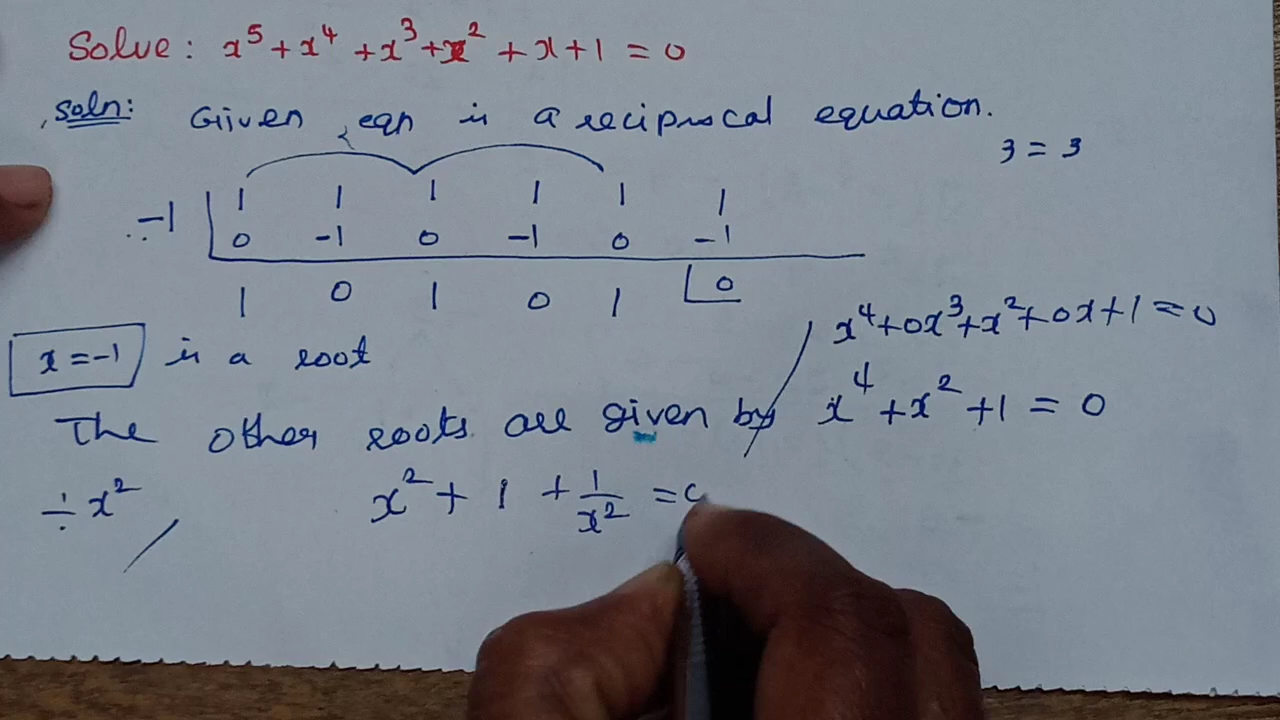 Solve: x⁵ + x⁴ + x³ + x² + x + 1 = 0
Soln: Given eqn is a reciprocal equation.
3 = 3
-1 | 1 1 1 1 1 1
0 -1 0 -1 0 -1
1 0 1 0 1 | 0
x⁴ + 0x³ + x² + 0x + 1 = 0
x = -1 is a root
The other roots are given by x⁴ + x² + 1 = 0
÷ x² x² + 1 + 1/x² = 0